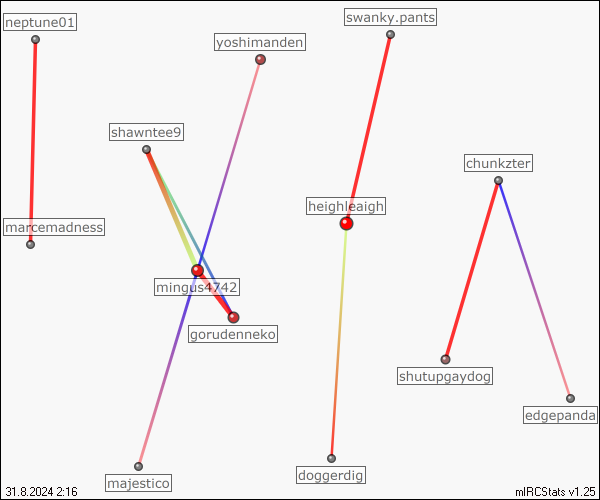 neptune01
swanky.pants
yoshimanden
shawntee9
chunkzter
heighleaigh
marcemadness
mingus4742
gorudenneko
shutupgaydog
edgepanda
majestico
doggerdig
31.8.2024 2:16
mIRCStats v1.25